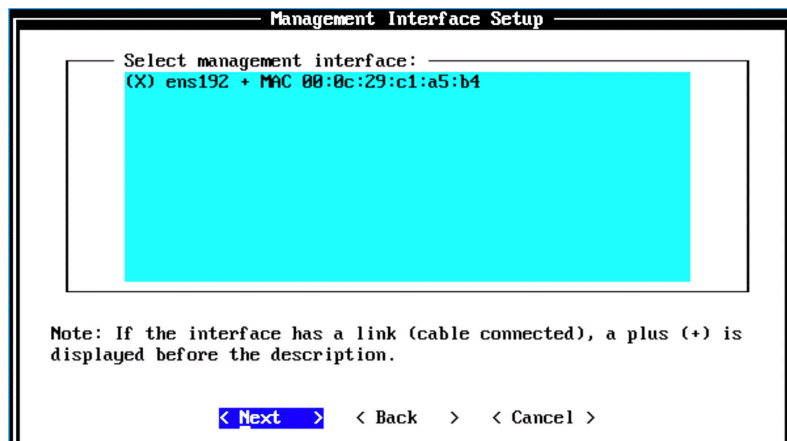 Management Interface Setup
Select management interface:
(X) ens192 + MAC 00:0c:29:c1:a5:b4
Note: If the interface has a link (cable connected), a plus (+) is
displayed before the description.
< Next > < Back > < Cancel >